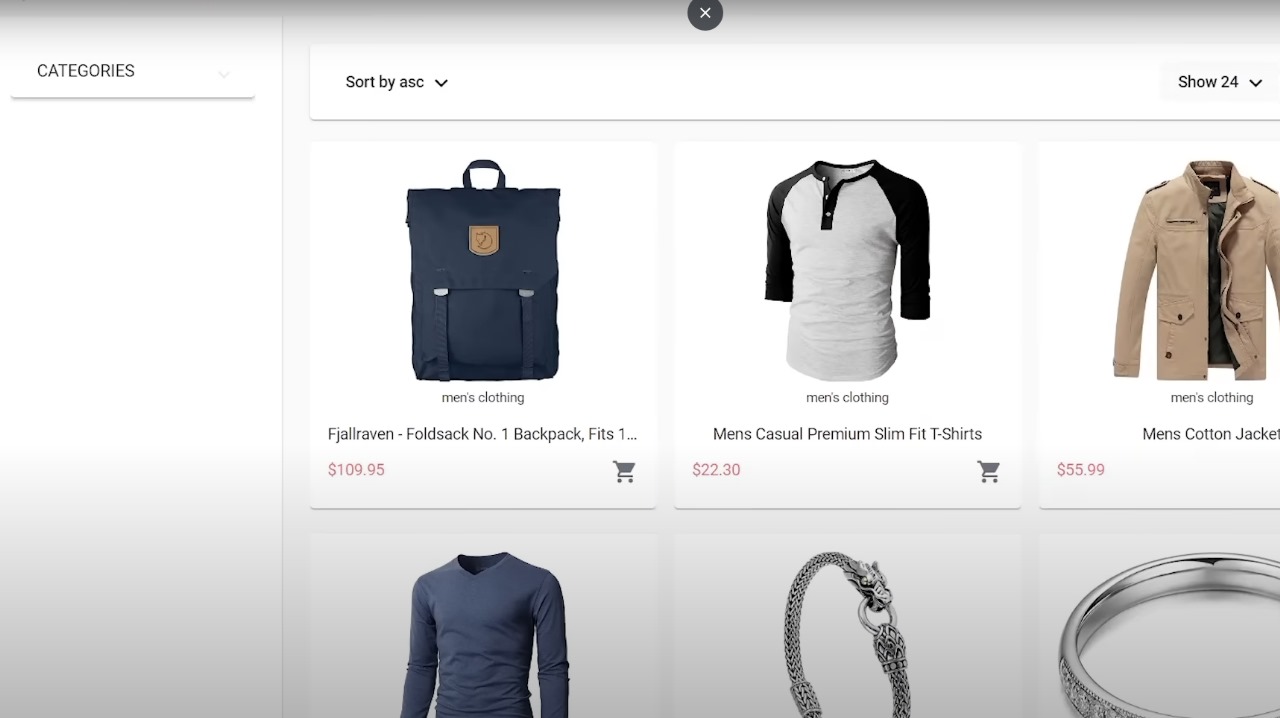 CATEGORIES
Sort by asc
Show 24
men's clothing
Fjallraven - Foldsack No. 1 Backpack, Fits 1...
$109.95
men's clothing
Mens Casual Premium Slim Fit T-Shirts
$22.30
men's clothing
Mens Cotton Jacket
$55.99